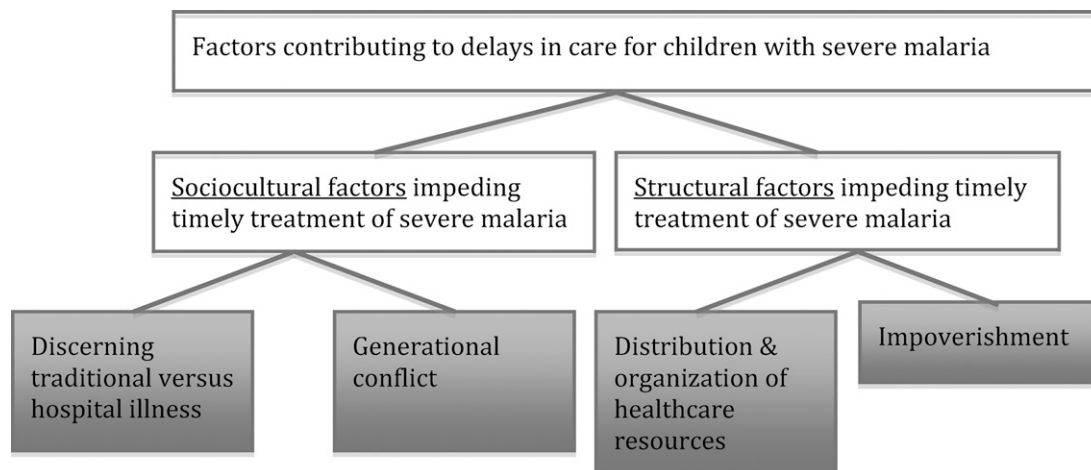 Factors contributing to delays in care for children with severe malaria
Sociocultural factors impeding
timely treatment of severe malaria
Structural factors impeding timely
treatment of severe malaria
Discerning
traditional versus
hospital illness
Generational
conflict
Distribution &
organization of
healthcare
resources
Impoverishment